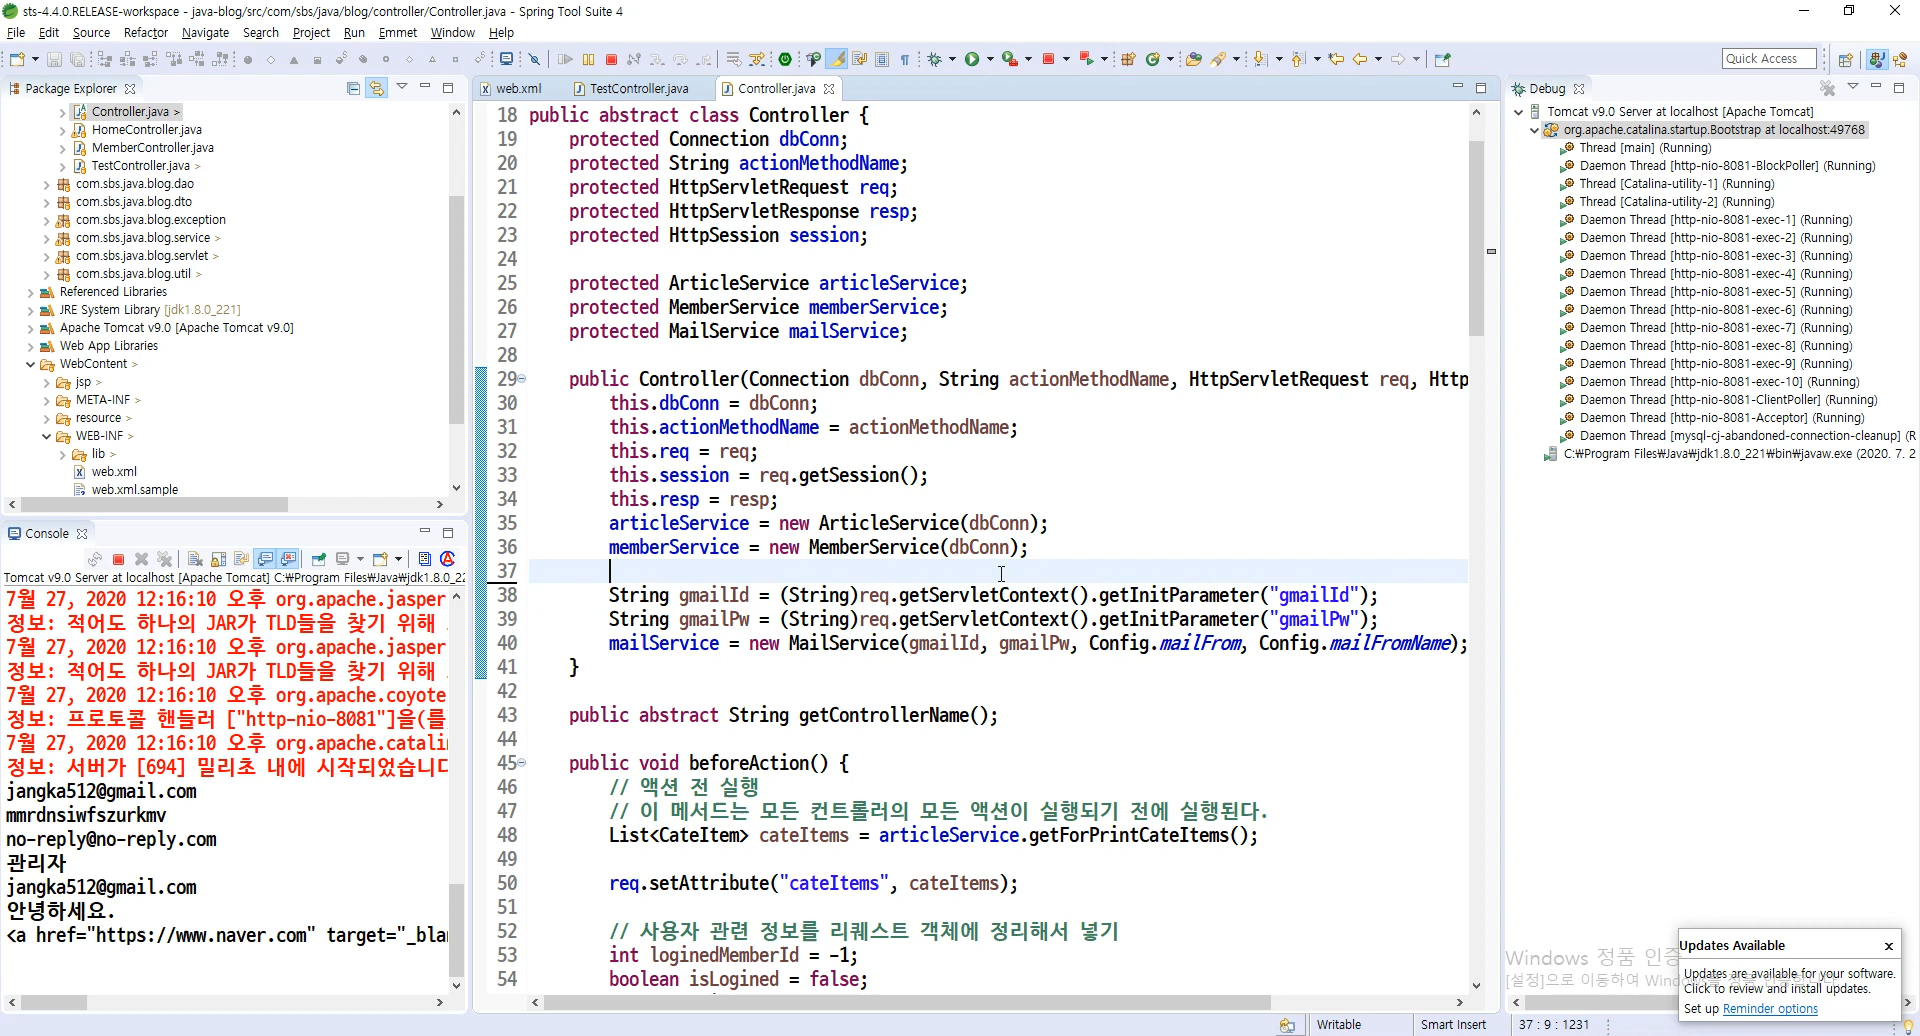 sts-4.4.0.RELEASE-workspace - java-blog/src/com/sbs/java/blog/controller/Controller.java - Spring Tool Suite 4
File Edit Source Refactor Navigate Search Project Run Emmet Window Help
Quick Access
Package Explorer
Controller.java >
HomeController.java
MemberController.java
TestController.java >
com.sbs.java.blog.dao
com.sbs.java.blog.dto
com.sbs.java.blog.exception
com.sbs.java.blog.service >
com.sbs.java.blog.servlet >
com.sbs.java.blog.util >
Referenced Libraries
JRE System Library [jdk1.8.0_221]
Apache Tomcat v9.0 [Apache Tomcat v9.0]
Web App Libraries
WebContent >
jsp >
META-INF >
resource >
WEB-INF >
lib >
web.xml
web.xml.sample
Console
Tomcat v9.0 Server at localhost [Apache Tomcat] C:₩Program Files₩Java₩jdk1.8.0_22
7월 27, 2020 12:16:10 오후 org.apache.jasper
정보: 적어도 하나의 JAR가 TLD들을 찾기 위해
7월 27, 2020 12:16:10 오후 org.apache.jasper
정보: 적어도 하나의 JAR가 TLD들을 찾기 위해
7월 27, 2020 12:16:10 오후 org.apache.coyote
정보: 프로토콜 핸들러 ["http-nio-8081"]을(를
7월 27, 2020 12:16:10 오후 org.apache.catali
정보: 서버가 [694] 밀리초 내에 시작되었습니다
jangka512@gmail.com
mmrdnsiwfszurkmv
no-reply@no-reply.com
관리자
jangka512@gmail.com
안녕하세요.
<a href="https://www.naver.com" target="_bla
web.xml TestController.java Controller.java
18 public abstract class Controller {
19 protected Connection dbConn;
20 protected String actionMethodName;
21 protected HttpServletRequest req;
22 protected HttpServletResponse resp;
23 protected HttpSession session;
24
25 protected ArticleService articleService;
26 protected MemberService memberService;
27 protected MailService mailService;
28
29 public Controller(Connection dbConn, String actionMethodName, HttpServletRequest req, Http
30 this.dbConn = dbConn;
31 this.actionMethodName = actionMethodName;
32 this.req = req;
33 this.session = req.getSession();
34 this.resp = resp;
35 articleService = new ArticleService(dbConn);
36 memberService = new MemberService(dbConn);
37
38 String gmailId = (String)req.getServletContext().getInitParameter("gmailId");
39 String gmailPw = (String)req.getServletContext().getInitParameter("gmailPw");
40 mailService = new MailService(gmailId, gmailPw, Config.mailFrom, Config.mailFromName);
41 }
42
43 public abstract String getControllerName();
44
45 public void beforeAction() {
46 // 액션 전 실행
47 // 이 메서드는 모든 컨트롤러의 모든 액션이 실행되기 전에 실행된다.
48 List<CateItem> cateItems = articleService.getForPrintCateItems();
49
50 req.setAttribute("cateItems", cateItems);
51
52 // 사용자 관련 정보를 리퀘스트 객체에 정리해서 넣기
53 int loginedMemberId = -1;
54 boolean isLogined = false;
Debug
Tomcat v9.0 Server at localhost [Apache Tomcat]
org.apache.catalina.startup.Bootstrap at localhost:49768
Thread [main] (Running)
Daemon Thread [http-nio-8081-BlockPoller] (Running)
Thread [Catalina-utility-1] (Running)
Thread [Catalina-utility-2] (Running)
Daemon Thread [http-nio-8081-exec-1] (Running)
Daemon Thread [http-nio-8081-exec-2] (Running)
Daemon Thread [http-nio-8081-exec-3] (Running)
Daemon Thread [http-nio-8081-exec-4] (Running)
Daemon Thread [http-nio-8081-exec-5] (Running)
Daemon Thread [http-nio-8081-exec-6] (Running)
Daemon Thread [http-nio-8081-exec-7] (Running)
Daemon Thread [http-nio-8081-exec-8] (Running)
Daemon Thread [http-nio-8081-exec-9] (Running)
Daemon Thread [http-nio-8081-exec-10] (Running)
Daemon Thread [http-nio-8081-ClientPoller] (Running)
Daemon Thread [http-nio-8081-Acceptor] (Running)
Daemon Thread [mysql-cj-abandoned-connection-cleanup] (R
C:₩Program Files₩Java₩jdk1.8.0_221₩bin₩javaw.exe (2020. 7. 2
Windows 정품 인증
[설정]으로 이동하여 Wind
Updates Available
Updates are available for your software.
Click to review and install updates.
Set up Reminder options
Writable Smart Insert 37 : 9 : 1231